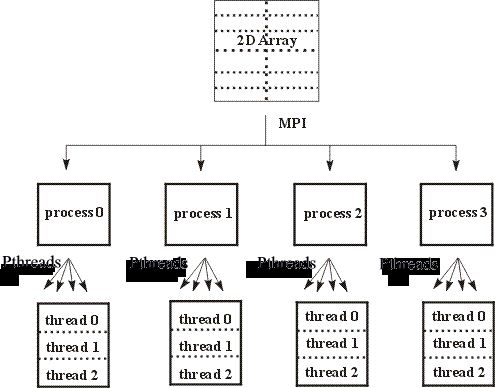 2D Array
MPI
process 0 process 1 process 2 process 3
Pthreads Pthreads Pthreads Pthreads
thread 0 thread 0 thread 0 thread 0
thread 1 thread 1 thread 1 thread 1
thread 2 thread 2 thread 2 thread 2